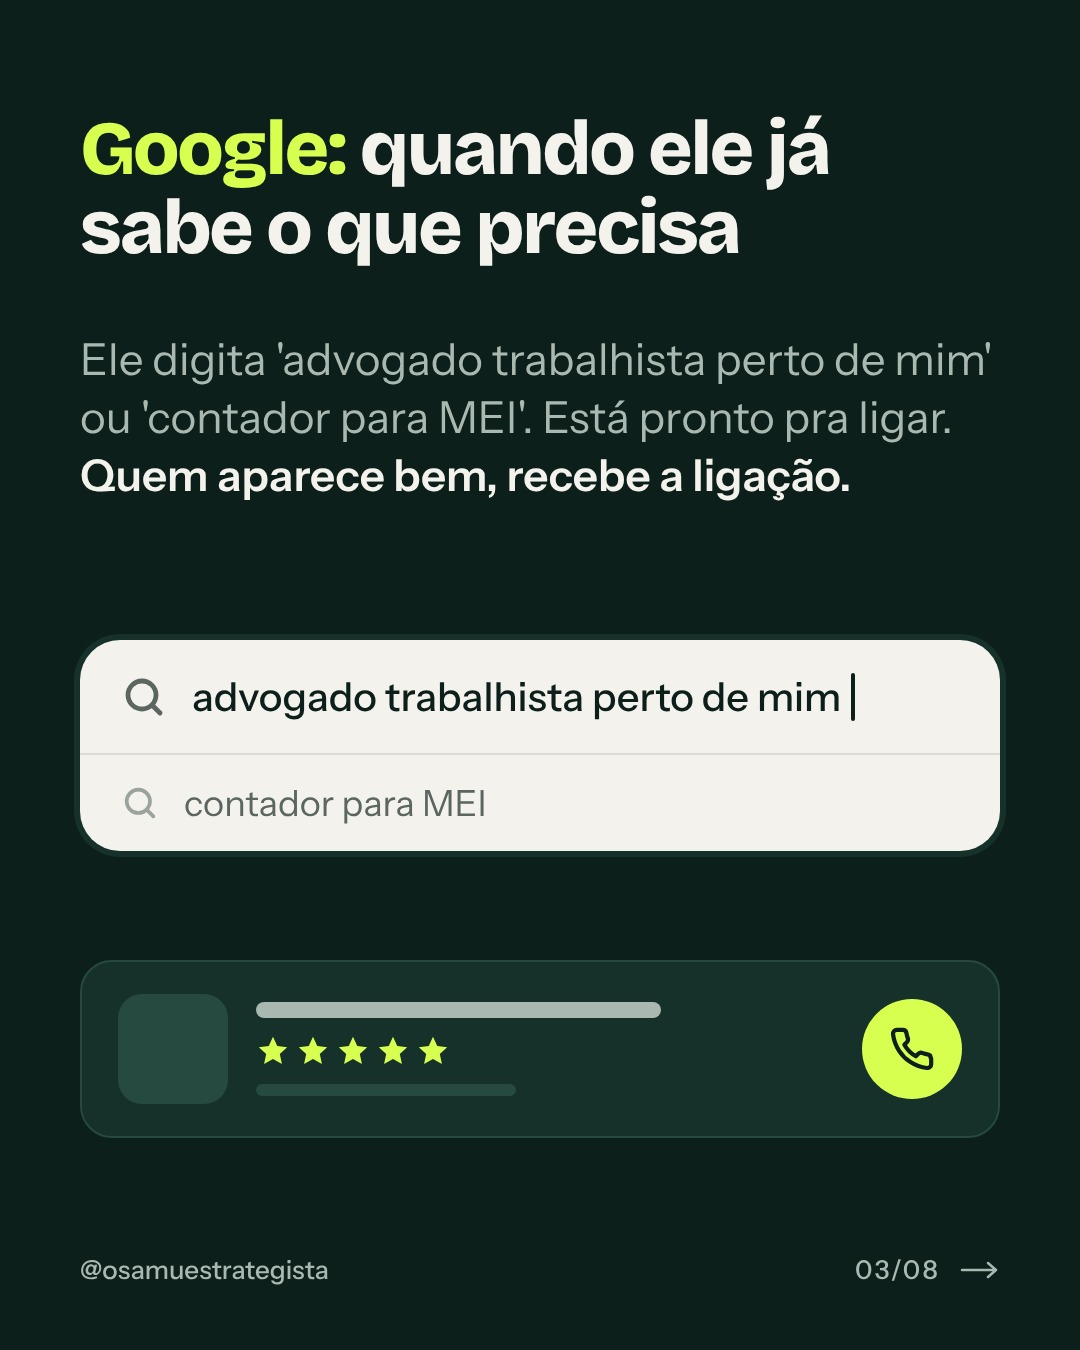 Google: quando ele já
sabe o que precisa
Ele digita 'advogado trabalhista perto de mim'
ou 'contador para MEI'. Está pronto pra ligar.
Quem aparece bem, recebe a ligação.
advogado trabalhista perto de mim
contador para MEI
@osamuestrategista
03/08